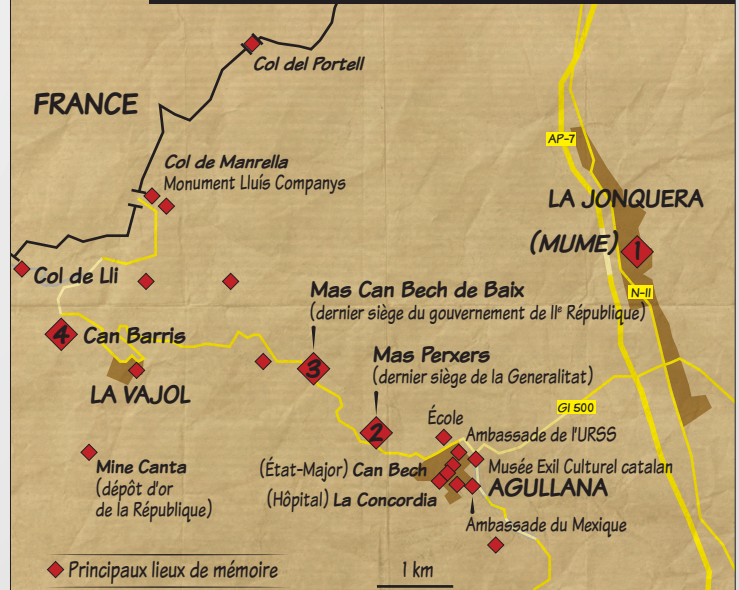 Col del Portell
FRANCE
AP-7
Col de Manrella
Monument Lluís Companys
LA JONQUERA
(MUME)
1
Col de Lli
Mas Can Bech de Baix
(dernier siège du gouvernement de IIe République)
N-II
4
Can Barris
Mas Perxers
(dernier siège de la Generalitat)
3
LA VAJOL
GI 500
École
2
Ambassade de l'URSS
Mine Canta
(dépôt d'or
de la République)
(État-Major) Can Bech
Musée Exil Culturel catalan
(Hôpital) La Concordia
AGULLANA
Ambassade du Mexique
Principaux lieux de mémoire
1 km